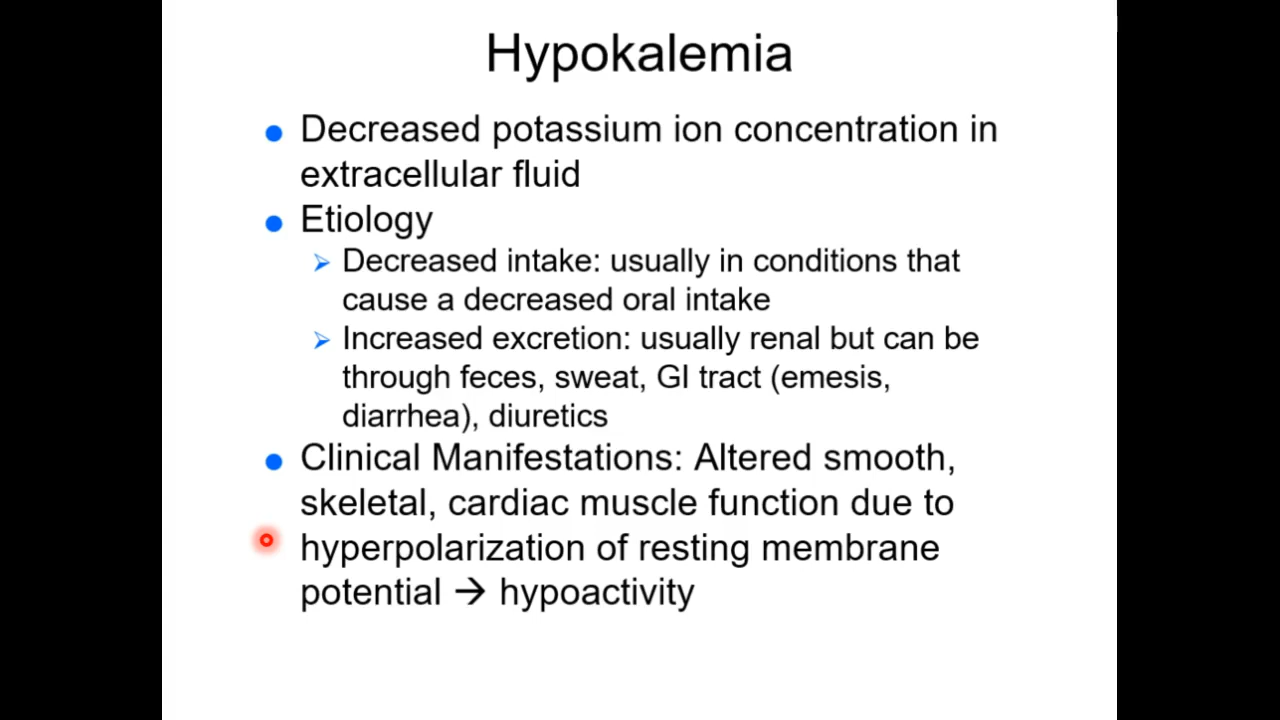 Hypokalemia
● Decreased potassium ion concentration in
extracellular fluid
● Etiology
➢ Decreased intake: usually in conditions that
cause a decreased oral intake
➢ Increased excretion: usually renal but can be
through feces, sweat, GI tract (emesis,
diarrhea), diuretics
● Clinical Manifestations: Altered smooth,
skeletal, cardiac muscle function due to
hyperpolarization of resting membrane
potential → hypoactivity